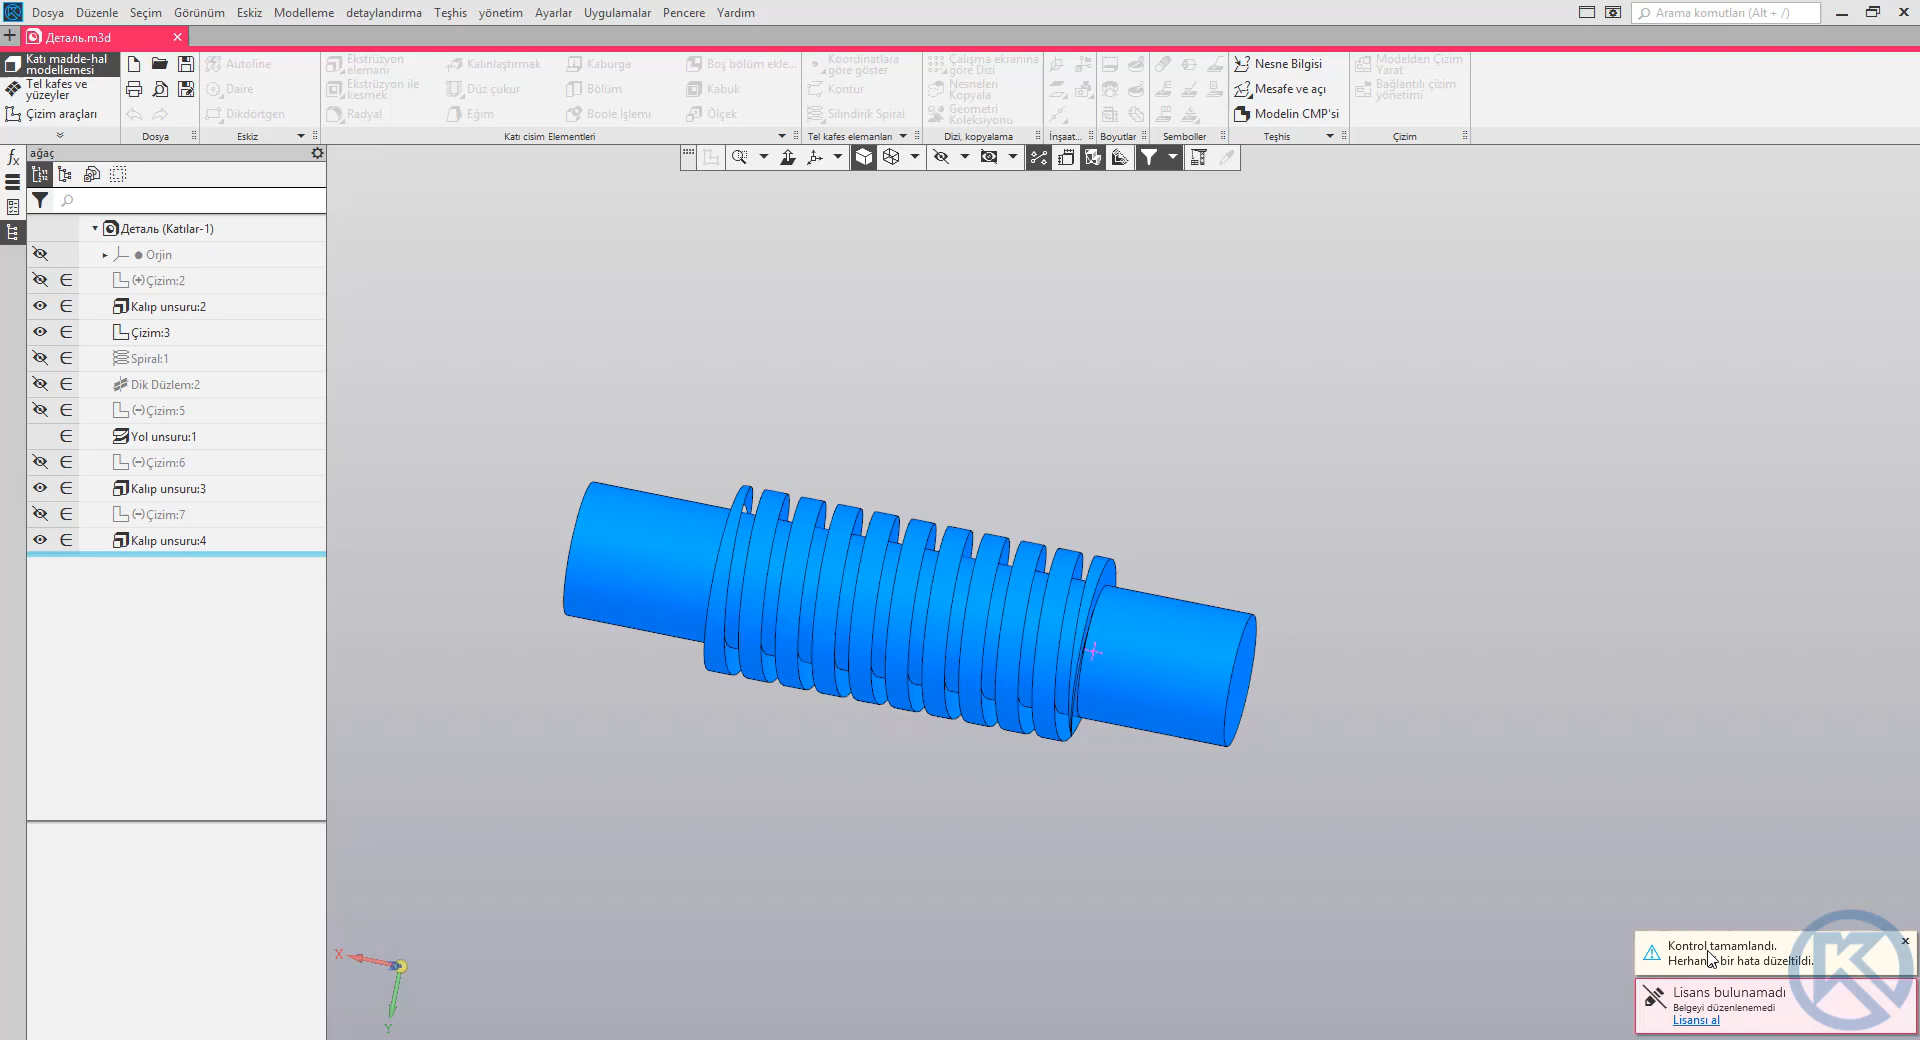 Dosya Düzenle Seçim Görünüm Eskiz Modelleme detaylandırma Teşhis yönetim Ayarlar Uygulamalar Pencere Yardım
Arama komutları (Alt + /)
Деталь.m3d
Katı madde-hal
modellemesi
Tel kafes ve
yüzeyler
Çizim araçları
Dosya
Autoline
Daire
Dikdörtgen
Eskiz
Ekstrüzyon
elemanı
Ekstrüzyon ile
kesmek
Radyal
Kalınlaştırmak
Düz çukur
Eğim
Kaburga
Bölüm
Boole İşlemi
Boş bölüm ekle...
Kabuk
Ölçek
Katı cisim Elementleri
Koordinatlara
göre göster
Kontur
Silindirik Spiral
Tel kafes elemanları
Çalışma ekranına
göre Dizi
Nesneleri
Kopyala
Geometri
Koleksiyonu
Dizi, kopyalama
İnşaat...
Boyutlar
Semboller
Nesne Bilgisi
Mesafe ve açı
Modelin CMP'si
Teşhis
Modelden Çizim
Yarat
Bağlantılı çizim
yönetimi
Çizim
ağaç
Деталь (Katılar-1)
Orjin
(+)Çizim:2
Kalıp unsuru:2
Çizim:3
Spiral:1
Dik Düzlem:2
(-)Çizim:5
Yol unsuru:1
(-)Çizim:6
Kalıp unsuru:3
(-)Çizim:7
Kalıp unsuru:4
X
Y
Kontrol tamamlandı.
bir hata düzeltildi.
Lisans bulunamadı
Belgeyi düzenlenemedi
Lisansı al